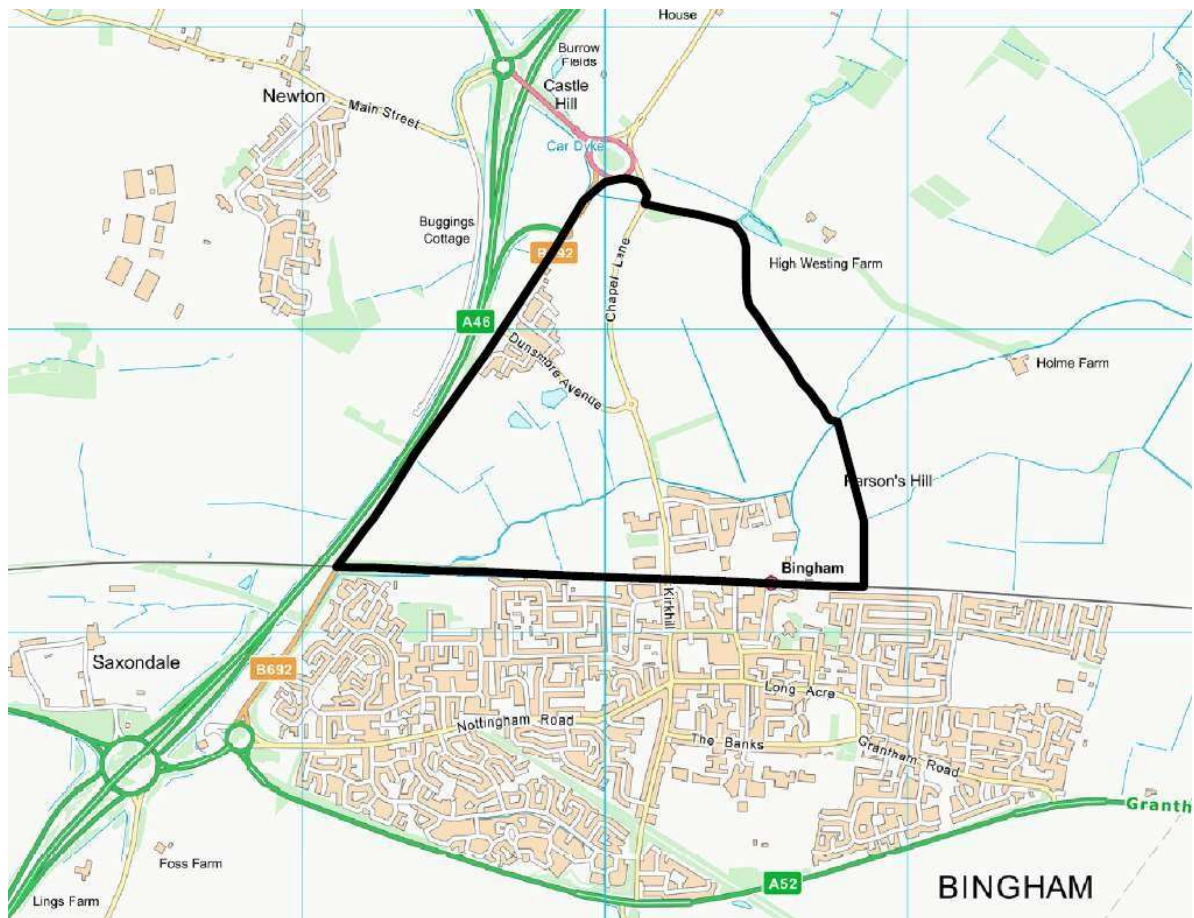 House
Burrow
Fields
Castle
Hill
Newton
Main Street
Car Dyke
Buggings
Cottage
Chapel Lane
High Westing Farm
A46
Dunsmore Avenue
Holme Farm
Parson's Hill
Bingham
Kirkhill
Saxondale
B692
Long Acre
Nottingham Road
The Banks
Grantham Road
Granth
Foss Farm
A52
BINGHAM
Lings Farm